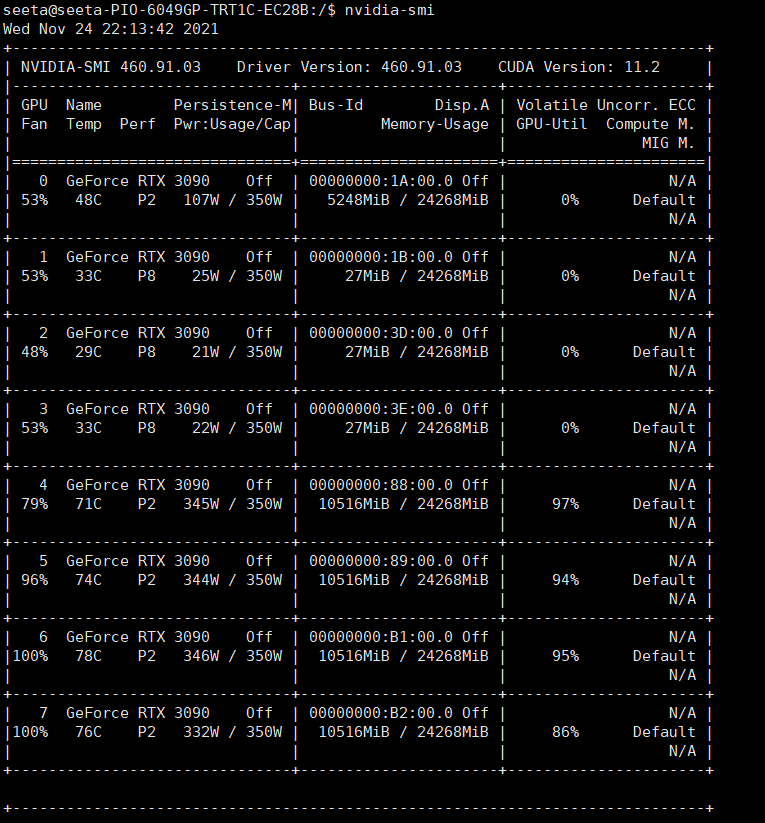 seeta@seeta-PIO-6049GP-TRT1C-EC28B:/$ nvidia-smi
Wed Nov 24 22:13:42 2021
+-----------------------------------------------------------------------------+
| NVIDIA-SMI 460.91.03    Driver Version: 460.91.03    CUDA Version: 11.2     |
|-------------------------------+----------------------+----------------------+
| GPU  Name        Persistence-M| Bus-Id        Disp.A | Volatile Uncorr. ECC |
| Fan  Temp  Perf  Pwr:Usage/Cap|         Memory-Usage | GPU-Util  Compute M. |
|                               |                      |               MIG M. |
|===============================+======================+======================|
|   0  GeForce RTX 3090    Off  | 00000000:1A:00.0 Off |                  N/A |
| 53%   48C    P2   107W / 350W |   5248MiB / 24268MiB |      0%      Default |
|                               |                      |                  N/A |
+-------------------------------+----------------------+----------------------+
|   1  GeForce RTX 3090    Off  | 00000000:1B:00.0 Off |                  N/A |
| 53%   33C    P8    25W / 350W |     27MiB / 24268MiB |      0%      Default |
|                               |                      |                  N/A |
+-------------------------------+----------------------+----------------------+
|   2  GeForce RTX 3090    Off  | 00000000:3D:00.0 Off |                  N/A |
| 48%   29C    P8    21W / 350W |     27MiB / 24268MiB |      0%      Default |
|                               |                      |                  N/A |
+-------------------------------+----------------------+----------------------+
|   3  GeForce RTX 3090    Off  | 00000000:3E:00.0 Off |                  N/A |
| 53%   33C    P8    22W / 350W |     27MiB / 24268MiB |      0%      Default |
|                               |                      |                  N/A |
+-------------------------------+----------------------+----------------------+
|   4  GeForce RTX 3090    Off  | 00000000:88:00.0 Off |                  N/A |
| 79%   71C    P2   345W / 350W |  10516MiB / 24268MiB |     97%      Default |
|                               |                      |                  N/A |
+-------------------------------+----------------------+----------------------+
|   5  GeForce RTX 3090    Off  | 00000000:89:00.0 Off |                  N/A |
| 96%   74C    P2   344W / 350W |  10516MiB / 24268MiB |     94%      Default |
|                               |                      |                  N/A |
+-------------------------------+----------------------+----------------------+
|   6  GeForce RTX 3090    Off  | 00000000:B1:00.0 Off |                  N/A |
|100%   78C    P2   346W / 350W |  10516MiB / 24268MiB |     95%      Default |
|                               |                      |                  N/A |
+-------------------------------+----------------------+----------------------+
|   7  GeForce RTX 3090    Off  | 00000000:B2:00.0 Off |                  N/A |
|100%   76C    P2   332W / 350W |  10516MiB / 24268MiB |     86%      Default |
|                               |                      |                  N/A |
+-------------------------------+----------------------+----------------------+

+-----------------------------------------------------------------------------+